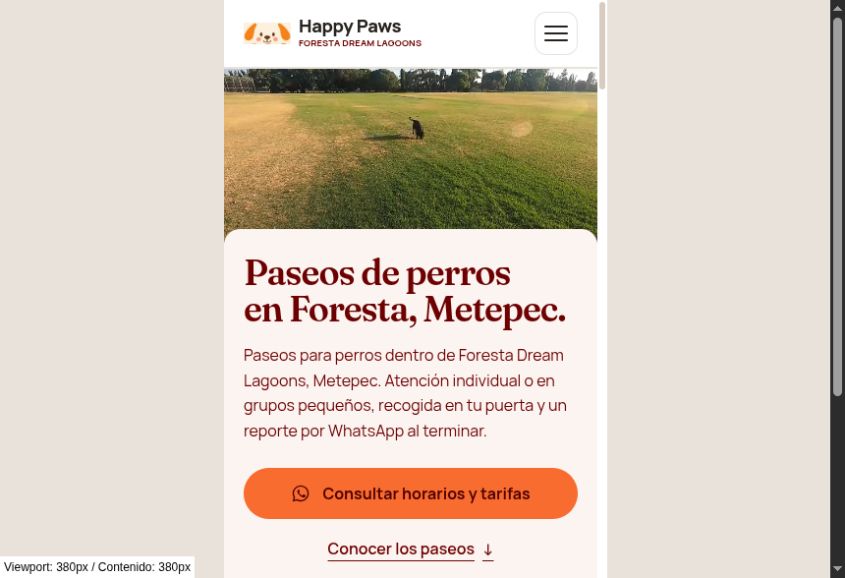 Happy Paws
FORESTA DREAM LAGOONS
Paseos de perros
en Foresta, Metepec.
Paseos para perros dentro de Foresta Dream
Lagoons, Metepec. Atención individual o en
grupos pequeños, recogida en tu puerta y un
reporte por WhatsApp al terminar.
Consultar horarios y tarifas
Conocer los paseos ↓
Viewport: 380px / Contenido: 380px